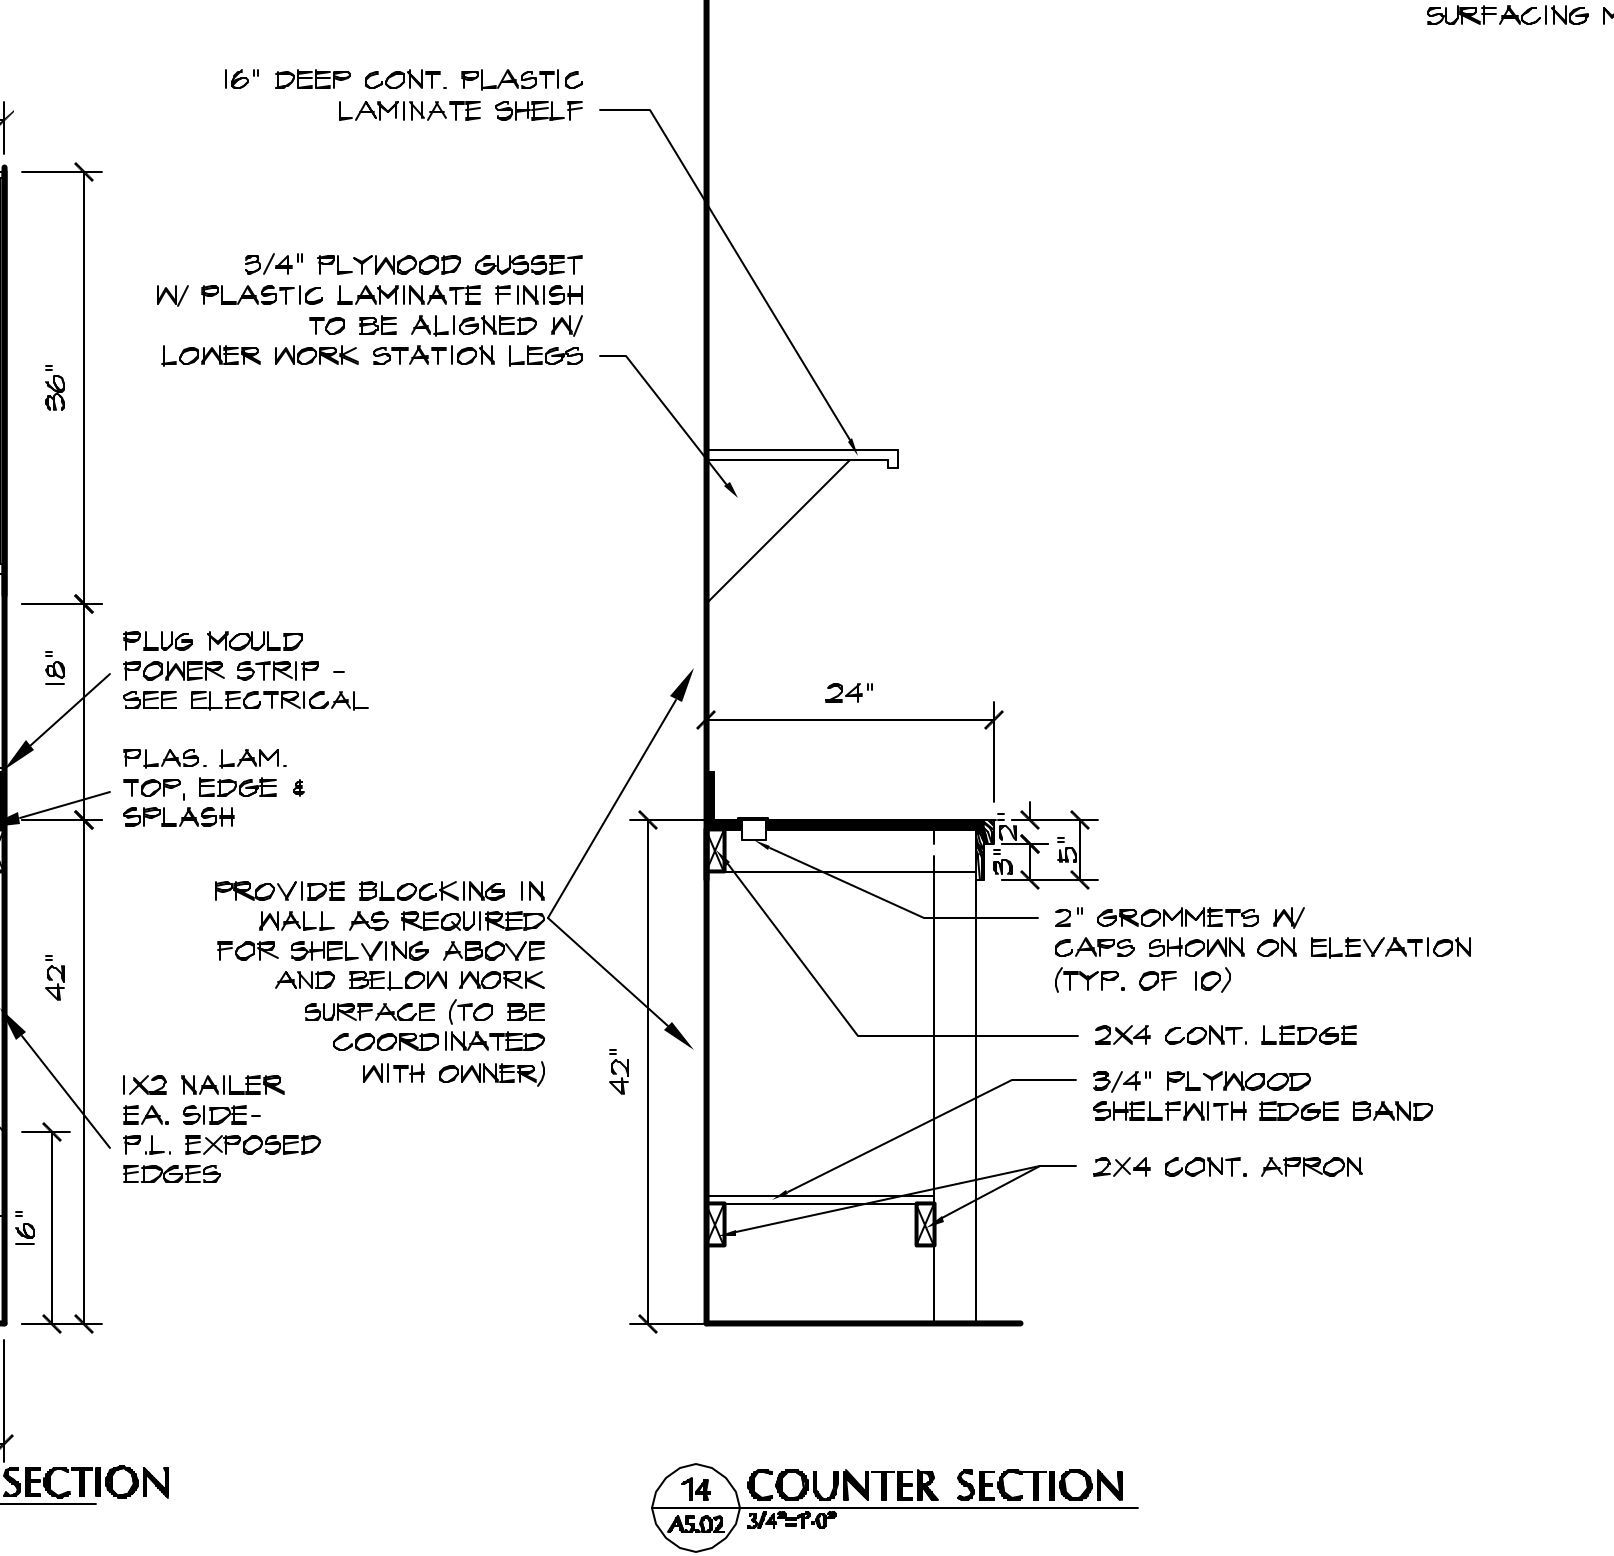 SURFACING M
16" DEEP CONT. PLASTIC
LAMINATE SHELF
3/4" PLYWOOD GUSSET
W/ PLASTIC LAMINATE FINISH
TO BE ALIGNED W/
LOWER WORK STATION LEGS
36"
18"
PLUG MOULD
POWER STRIP -
SEE ELECTRICAL
PLAS. LAM.
TOP, EDGE &
SPLASH
42"
1X2 NAILER
EA. SIDE-
P.L. EXPOSED
EDGES
16"
24"
2"
3"
5"
PROVIDE BLOCKING IN
WALL AS REQUIRED
FOR SHELVING ABOVE
AND BELOW WORK
SURFACE (TO BE
COORDINATED
WITH OWNER)
42"
2" GROMMETS W/
CAPS SHOWN ON ELEVATION
(TYP. OF 10)
2X4 CONT. LEDGE
3/4" PLYWOOD
SHELFWITH EDGE BAND
2X4 CONT. APRON
SECTION
14
A5.02
COUNTER SECTION
3/4"=1'-0"